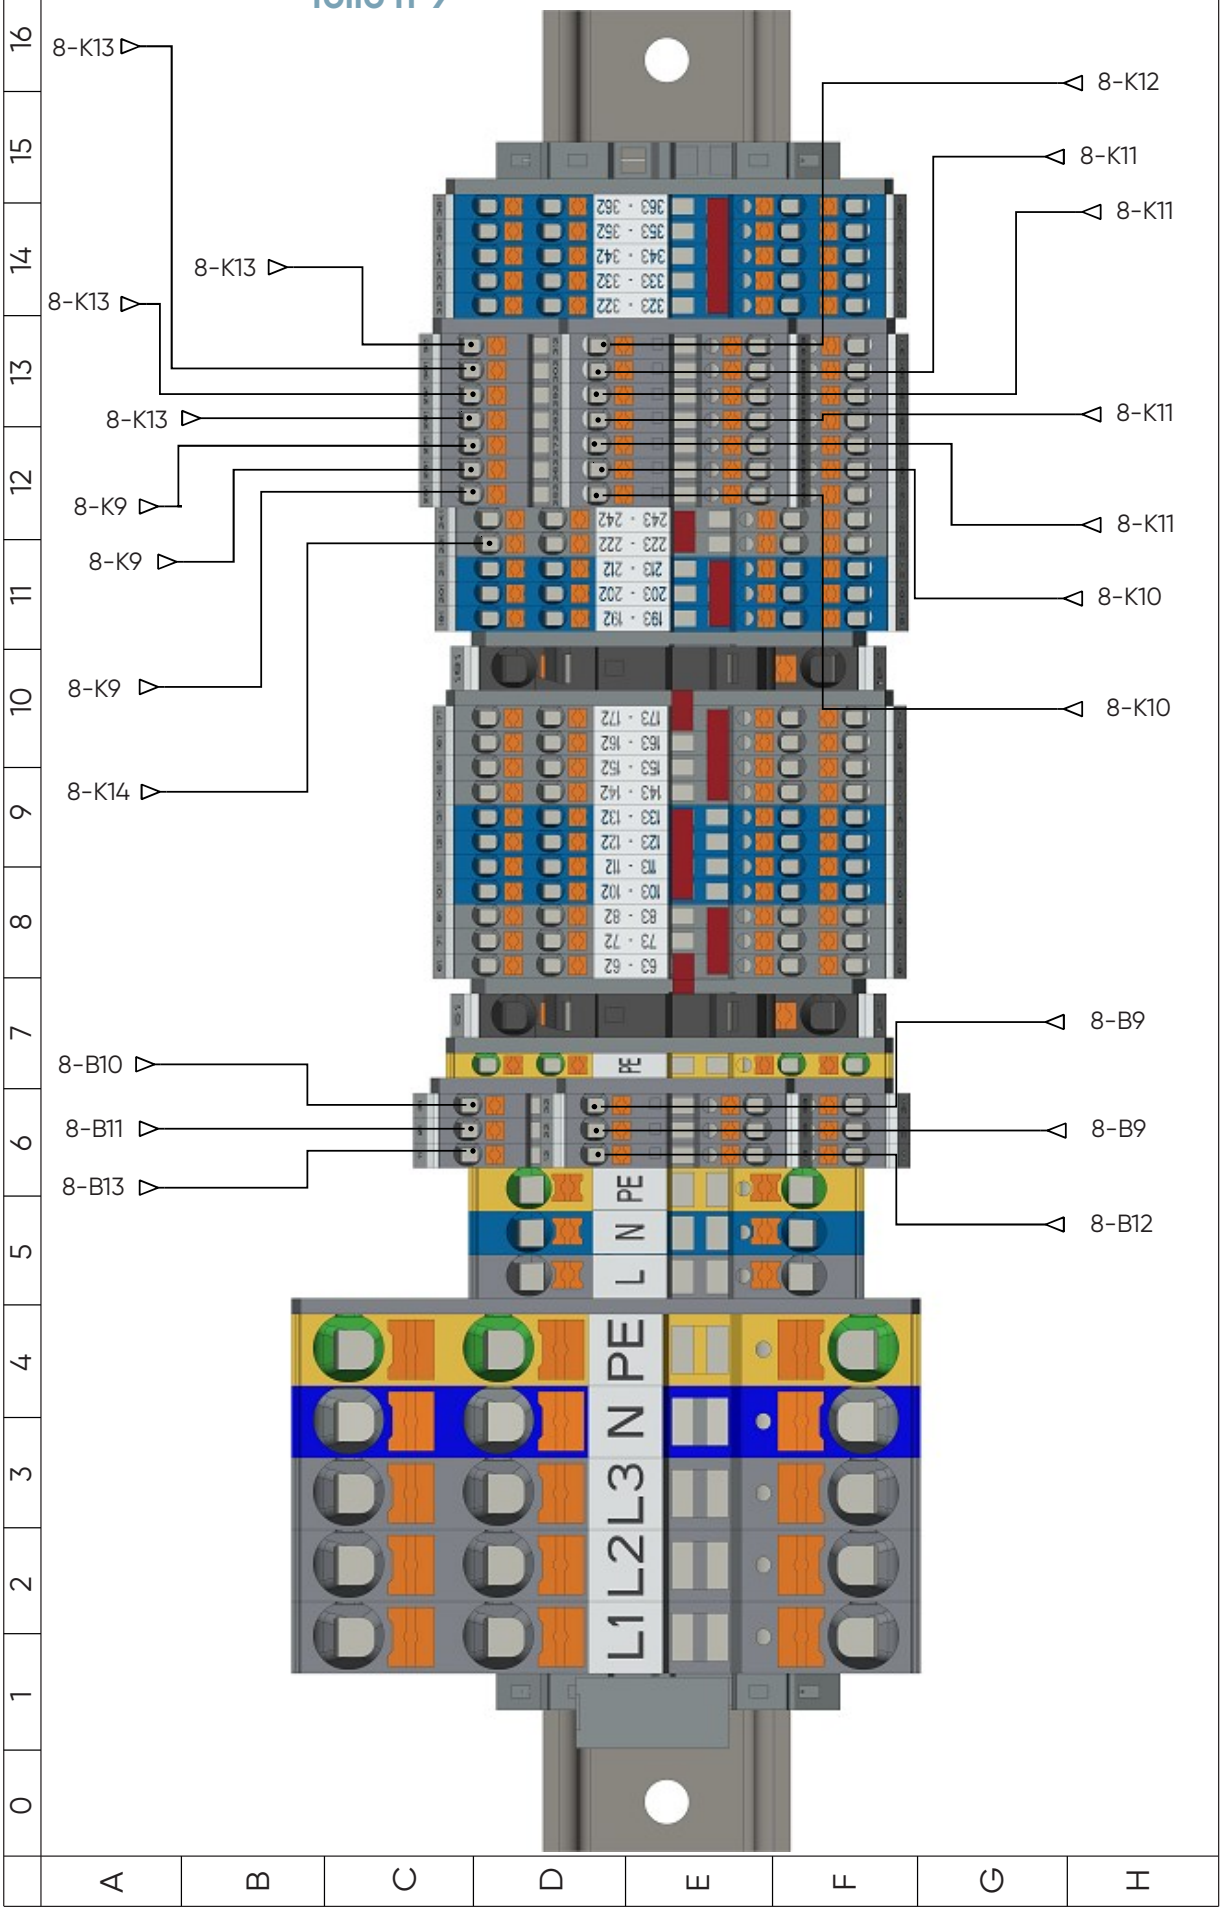 folio n°9
16
8-K13
8-K12
15
8-K11
8-K11
362 - 363
352 - 353
14
342 - 343
8-K13
332 - 333
8-K13
322 - 323
13
8-K13
8-K11
12
8-K9
242 - 243
8-K11
222 - 223
8-K9
212 - 213
11
202 - 203
8-K10
192 - 193
8-K9
10
8-K10
172 - 173
162 - 163
152 - 153
8-K14
142 - 143
9
132 - 133
122 - 123
112 - 113
102 - 103
8
82 - 83
72 - 73
62 - 63
7
8-B9
8-B10
PE
8-B11
6
8-B9
8-B13
PE
8-B12
N
5
L
PE
4
N
3
L3
2
L2
L1
1
0
A
B
C
D
E
F
G
H